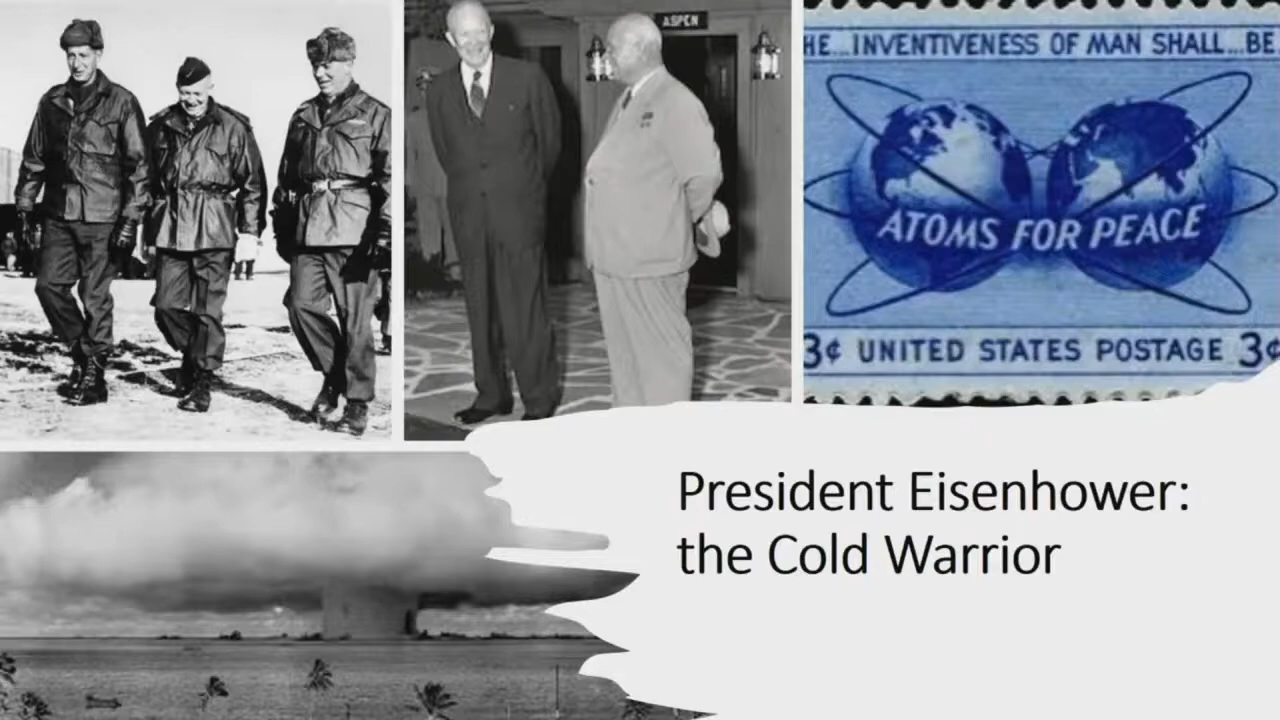 ASPEN
HE...INVENTIVENESS OF MAN SHALL...BE
ATOMS FOR PEACE
3¢ UNITED STATES POSTAGE 3¢
President Eisenhower:
the Cold Warrior